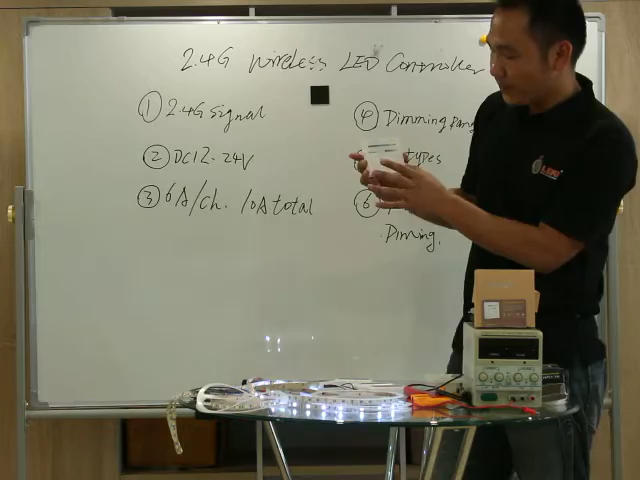 2.4G Wireless LED Controller
① 2.4G signal
② DC12-24V
③ 6A/ch. 10A total
④ Dimming
types
⑥
Dimming.